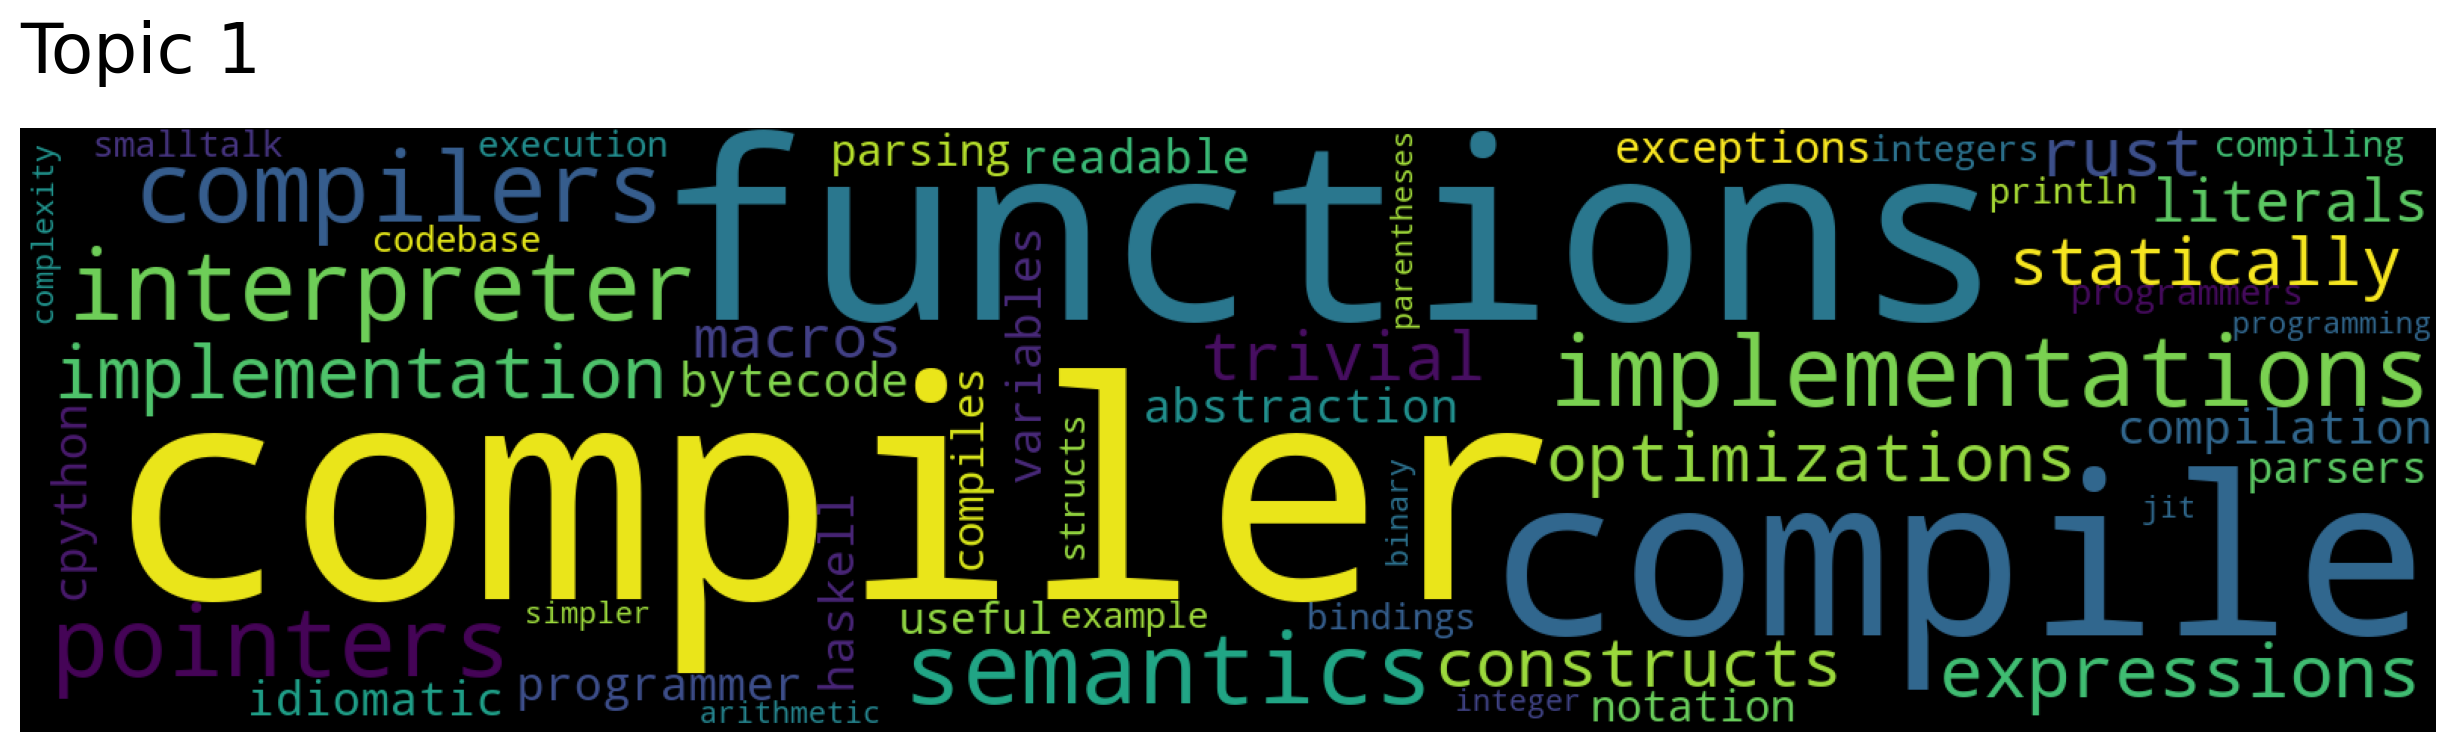 Topic 1
smalltalk
execution
parsing
readable
exceptions
integers
rust
compiling
complexity
compilers
functions
parentheses
println
literals
codebase
interpreter
variables
statically
programmers
programming
macros
trivial
implementations
implementation
bytecode
compiles
abstraction
compilation
cpython
compiler
structs
optimizations
parsers
binary
jit
compile
haskell
pointers
simpler
useful
example
bindings
semantics
constructs
expressions
idiomatic
programmer
arithmetic
integer
notation